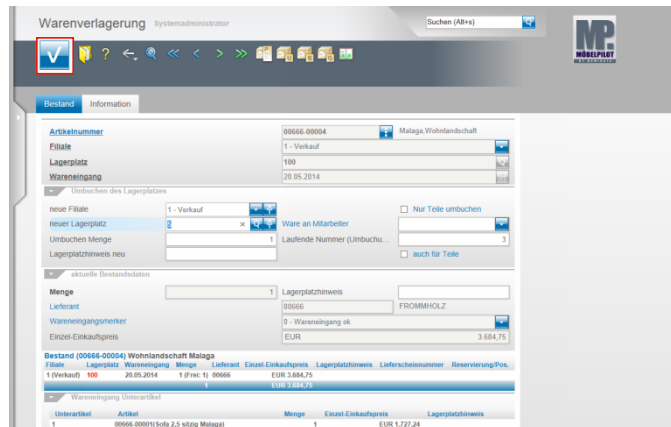 Warenverlagerung Systemadministrator
Suchen (Alt+s)
MP.
MÖBELPILOT
Bestand Information
Artikelnummer 00666-00004 Malaga,Wohnlandschaft
Filiale 1 - Verkauf
Lagerplatz 100
Wareneingang 20.05.2014
Umbuchen des Lagerplatzes
neue Filiale 1 - Verkauf Nur Teile umbuchen
neuer Lagerplatz Ware an Mitarbeiter
Umbuchen Menge 1 Laufende Nummer (Umbuchu... 3
Lagerplatzhinweis neu auch für Teile
aktuelle Bestandsdaten
Menge 1 Lagerplatzhinweis
Lieferant 00666 FROMMHOLZ
Wareneingangsmerker 0 - Wareneingang ok
Einzel-Einkaufspreis EUR 3.684,75
Bestand (00666-00004) Wohnlandschaft Malaga
Filiale Lagerplatz Wareneingang Menge Lieferant Einzel-Einkaufspreis Lagerplatzhinweis Lieferscheinnummer Reservierung/Pos.
1 (Verkauf) 100 20.05.2014 1 (Frei: 1) 00666 EUR 3.684,75
1 EUR 3.684,75
Wareneingang Unterartikel
Unterartikel Artikel Menge Einzel-Einkaufspreis Lagerplatzhinweis
1 00666-00001(Sofa 2,5 sitzig Malaga) 1 EUR 1.727,24